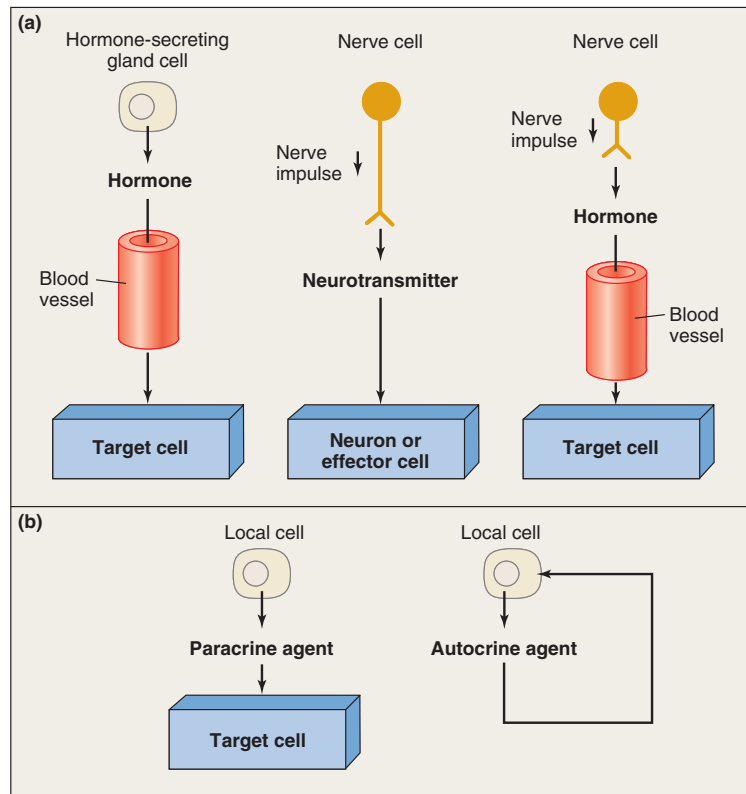 (a)
Hormone-secreting
gland cell
Hormone
Blood
vessel
Target cell
Nerve cell
Nerve
impulse
Neurotransmitter
Neuron or
effector cell
Nerve cell
Nerve
impulse
Hormone
Blood
vessel
Target cell
(b)
Local cell
Paracrine agent
Target cell
Local cell
Autocrine agent